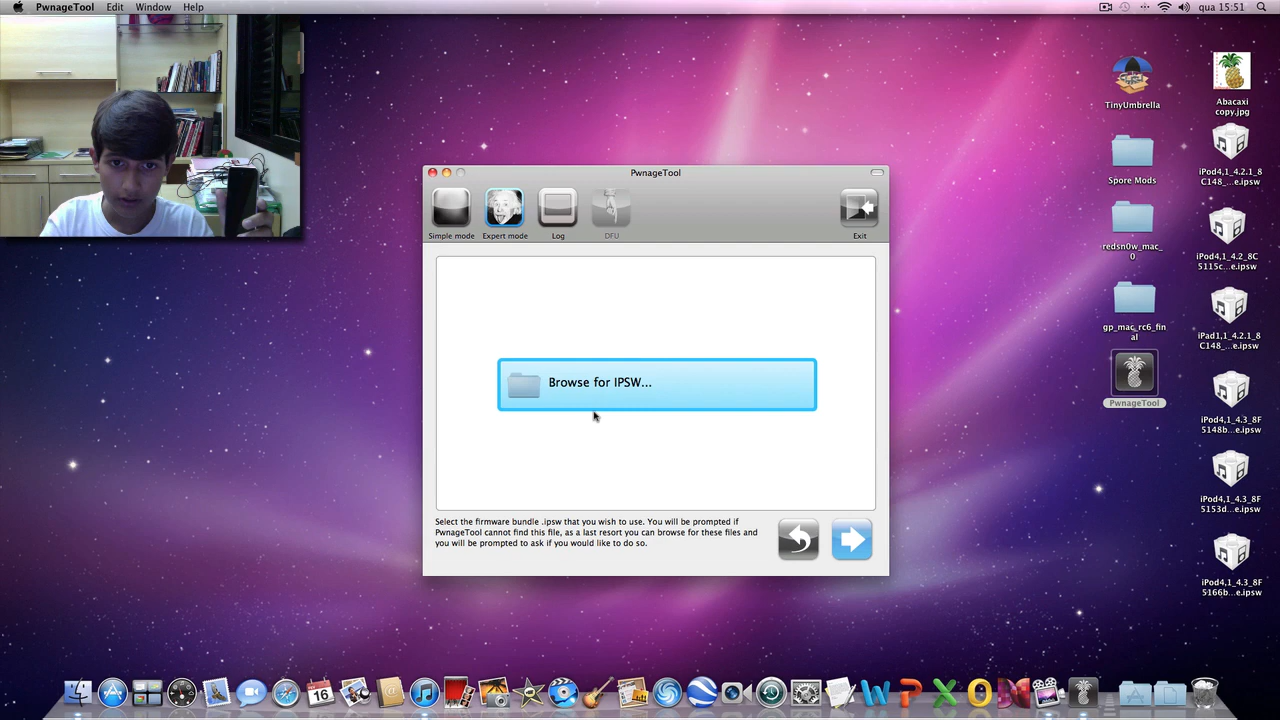 PwnageTool Edit Window Help
qua 15:51
PwnageTool
Simple mode
Expert mode
Log
DFU
Exit
Browse for IPSW...
Select the firmware bundle .ipsw that you wish to use. You will be prompted if
PwnageTool cannot find this file, as a last resort you can browse for these files and
you will be prompted to ask if you would like to do so.
TinyUmbrella
Spore Mods
redsn0w_mac_
0
gp_mac_rc6_fin
al
PwnageTool
Abacaxi
copy.jpg
iPod4,1_4.2.1_8
C148_...e.ipsw
iPod4,1_4.2_8C
5115c...e.ipsw
iPad1,1_4.2.1_8
C148_...e.ipsw
iPod4,1_4.3_8F
5148b...e.ipsw
iPod4,1_4.3_8F
5153d...e.ipsw
iPod4,1_4.3_8F
5166b...e.ipsw
16